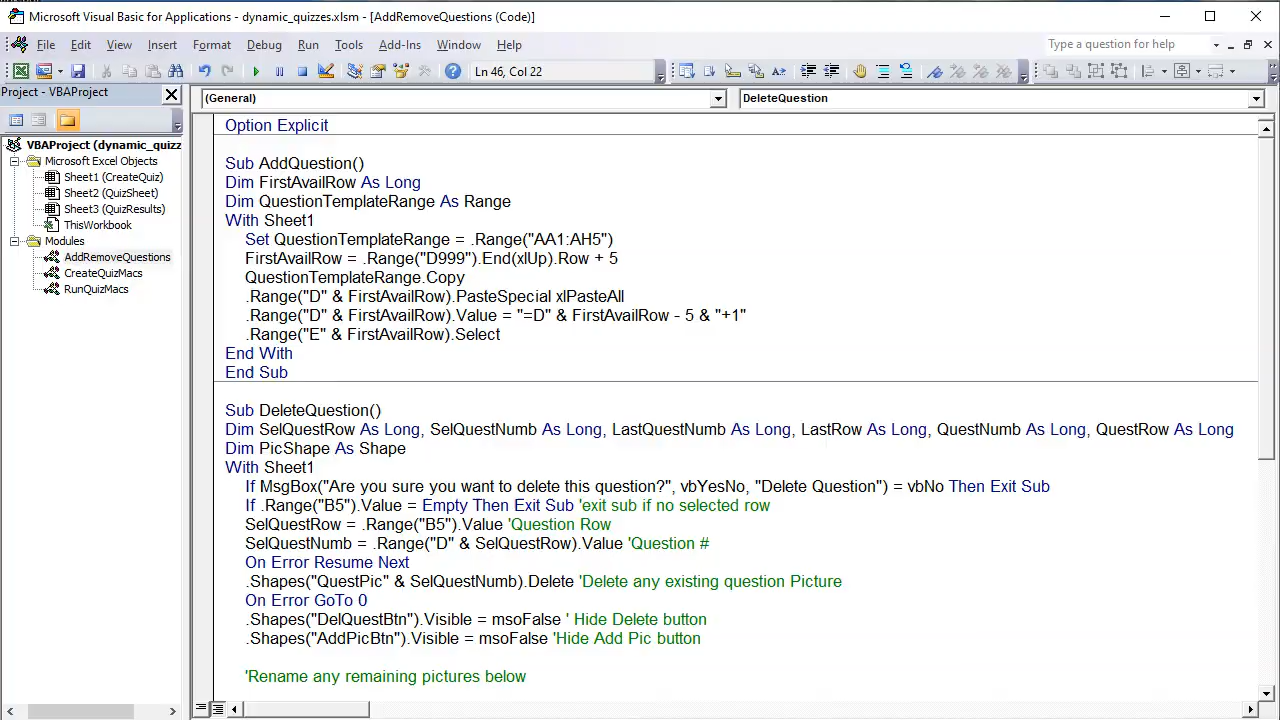 Microsoft Visual Basic for Applications - dynamic_quizzes.xlsm - [AddRemoveQuestions (Code)]
File Edit View Insert Format Debug Run Tools Add-Ins Window Help
Type a question for help
Ln 46, Col 22
Project - VBAProject
(General)
DeleteQuestion
VBAProject (dynamic_quizz
Microsoft Excel Objects
Sheet1 (CreateQuiz)
Sheet2 (QuizSheet)
Sheet3 (QuizResults)
ThisWorkbook
Modules
AddRemoveQuestions
CreateQuizMacs
RunQuizMacs
Option Explicit
Sub AddQuestion()
Dim FirstAvailRow As Long
Dim QuestionTemplateRange As Range
With Sheet1
Set QuestionTemplateRange = .Range("AA1:AH5")
FirstAvailRow = .Range("D999").End(xlUp).Row + 5
QuestionTemplateRange.Copy
.Range("D" & FirstAvailRow).PasteSpecial xlPasteAll
.Range("D" & FirstAvailRow).Value = "=D" & FirstAvailRow - 5 & "+1"
.Range("E" & FirstAvailRow).Select
End With
End Sub
Sub DeleteQuestion()
Dim SelQuestRow As Long, SelQuestNumb As Long, LastQuestNumb As Long, LastRow As Long, QuestNumb As Long, QuestRow As Long
Dim PicShape As Shape
With Sheet1
If MsgBox("Are you sure you want to delete this question?", vbYesNo, "Delete Question") = vbNo Then Exit Sub
If .Range("B5").Value = Empty Then Exit Sub 'exit sub if no selected row
SelQuestRow = .Range("B5").Value 'Question Row
SelQuestNumb = .Range("D" & SelQuestRow).Value 'Question #
On Error Resume Next
.Shapes("QuestPic" & SelQuestNumb).Delete 'Delete any existing question Picture
On Error GoTo 0
.Shapes("DelQuestBtn").Visible = msoFalse ' Hide Delete button
.Shapes("AddPicBtn").Visible = msoFalse 'Hide Add Pic button
'Rename any remaining pictures below